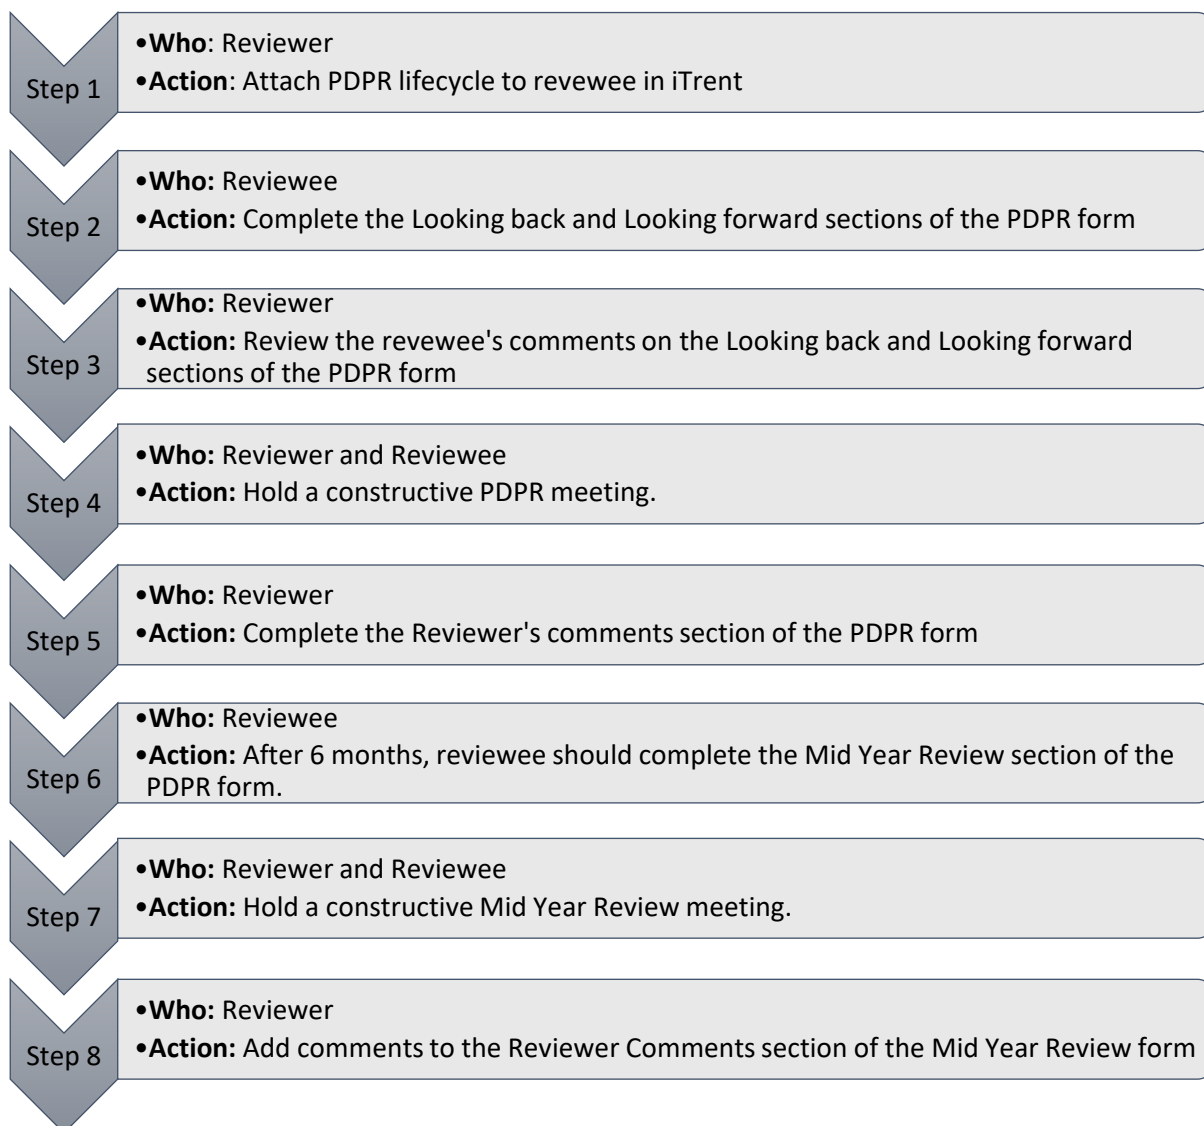 Step 1
•Who: Reviewer
•Action: Attach PDPR lifecycle to revewee in iTrent
Step 2
•Who: Reviewee
•Action: Complete the Looking back and Looking forward sections of the PDPR form
Step 3
•Who: Reviewer
•Action: Review the revewee's comments on the Looking back and Looking forward
sections of the PDPR form
Step 4
•Who: Reviewer and Reviewee
•Action: Hold a constructive PDPR meeting.
Step 5
•Who: Reviewer
•Action: Complete the Reviewer's comments section of the PDPR form
Step 6
•Who: Reviewee
•Action: After 6 months, reviewee should complete the Mid Year Review section of the
PDPR form.
Step 7
•Who: Reviewer and Reviewee
•Action: Hold a constructive Mid Year Review meeting.
Step 8
•Who: Reviewer
•Action: Add comments to the Reviewer Comments section of the Mid Year Review form